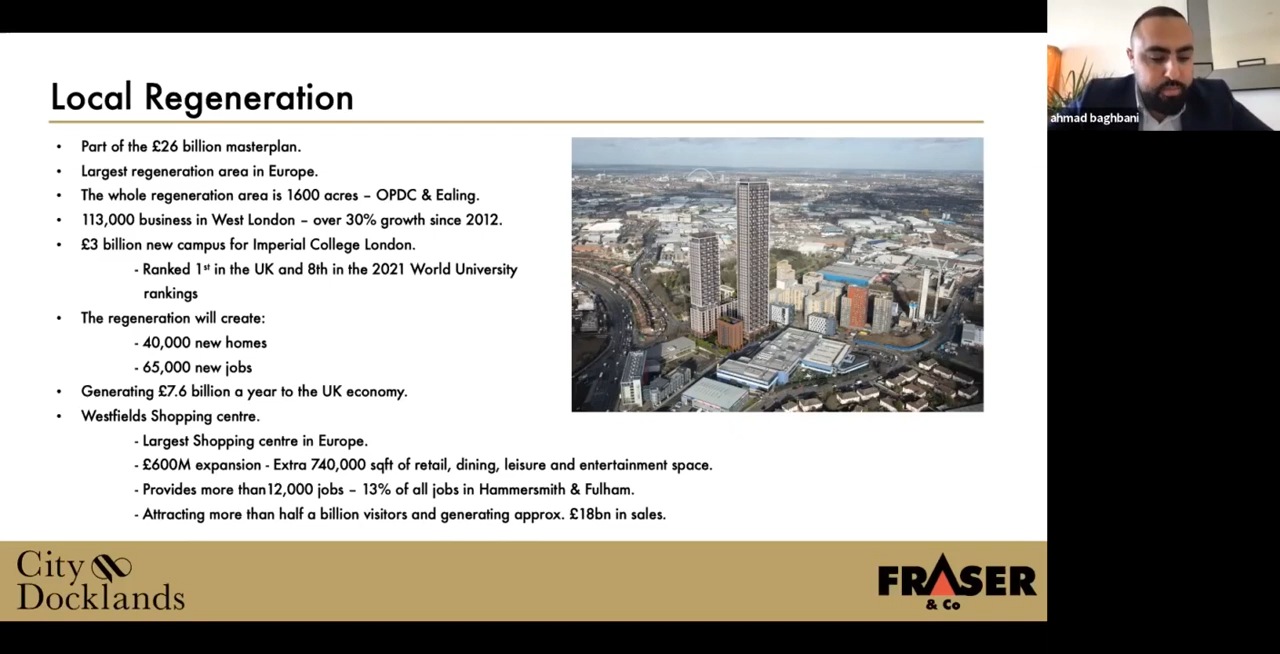 Local Regeneration
• Part of the £26 billion masterplan.
• Largest regeneration area in Europe.
• The whole regeneration area is 1600 acres – OPDC & Ealing.
• 113,000 business in West London – over 30% growth since 2012.
• £3 billion new campus for Imperial College London.
- Ranked 1st in the UK and 8th in the 2021 World University
rankings
• The regeneration will create:
- 40,000 new homes
- 65,000 new jobs
• Generating £7.6 billion a year to the UK economy.
• Westfields Shopping centre.
- Largest Shopping centre in Europe.
- £600M expansion - Extra 740,000 sqft of retail, dining, leisure and entertainment space.
- Provides more than12,000 jobs – 13% of all jobs in Hammersmith & Fulham.
- Attracting more than half a billion visitors and generating approx. £18bn in sales.
City &
Docklands
FRASER
& Co
ahmad baghbani